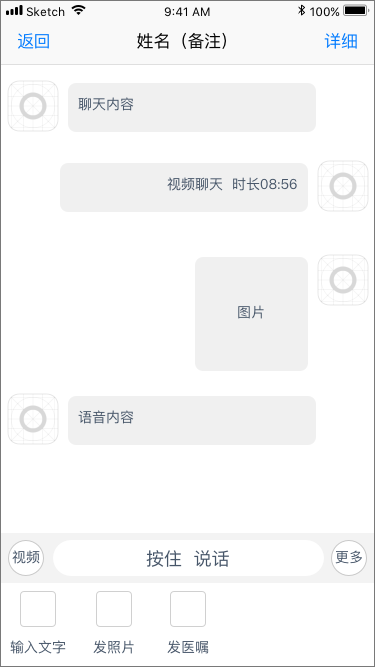 Sketch 9:41 AM 100%
返回 姓名（备注） 详细
聊天内容
视频聊天 时长08:56
图片
语音内容
视频 按住 说话 更多
输入文字 发照片 发医嘱